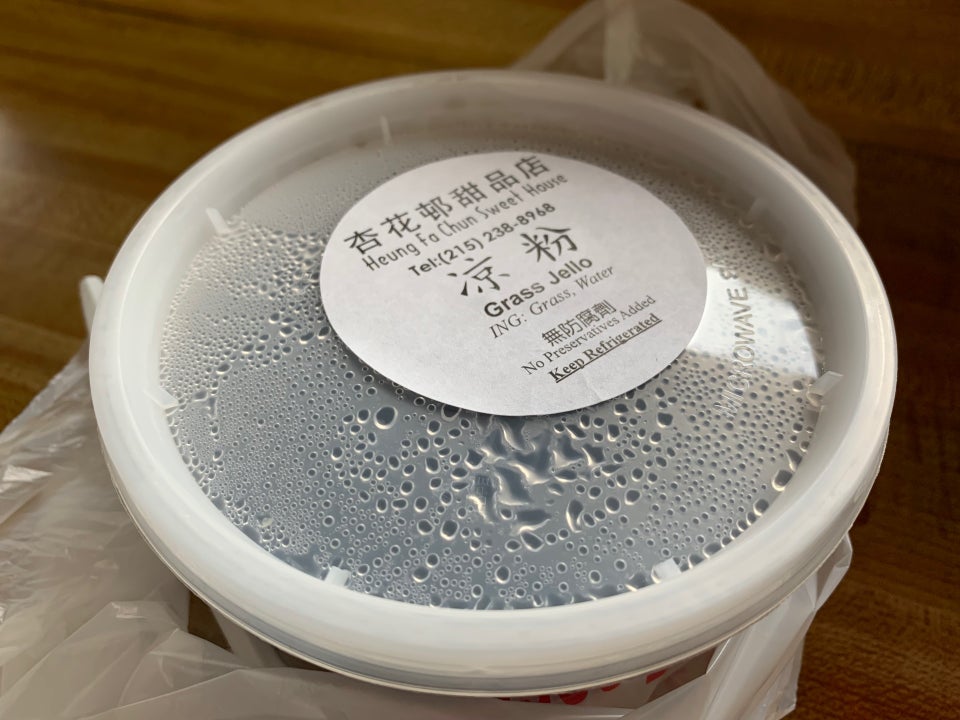 杏花邨甜品店
Heung Fa Chun Sweet House
Tel:(215) 238-8968
凉粉
Grass Jello
ING: Grass, Water
無防腐劑
No Preservatives Added
Keep Refrigerated
MICROWAVE S